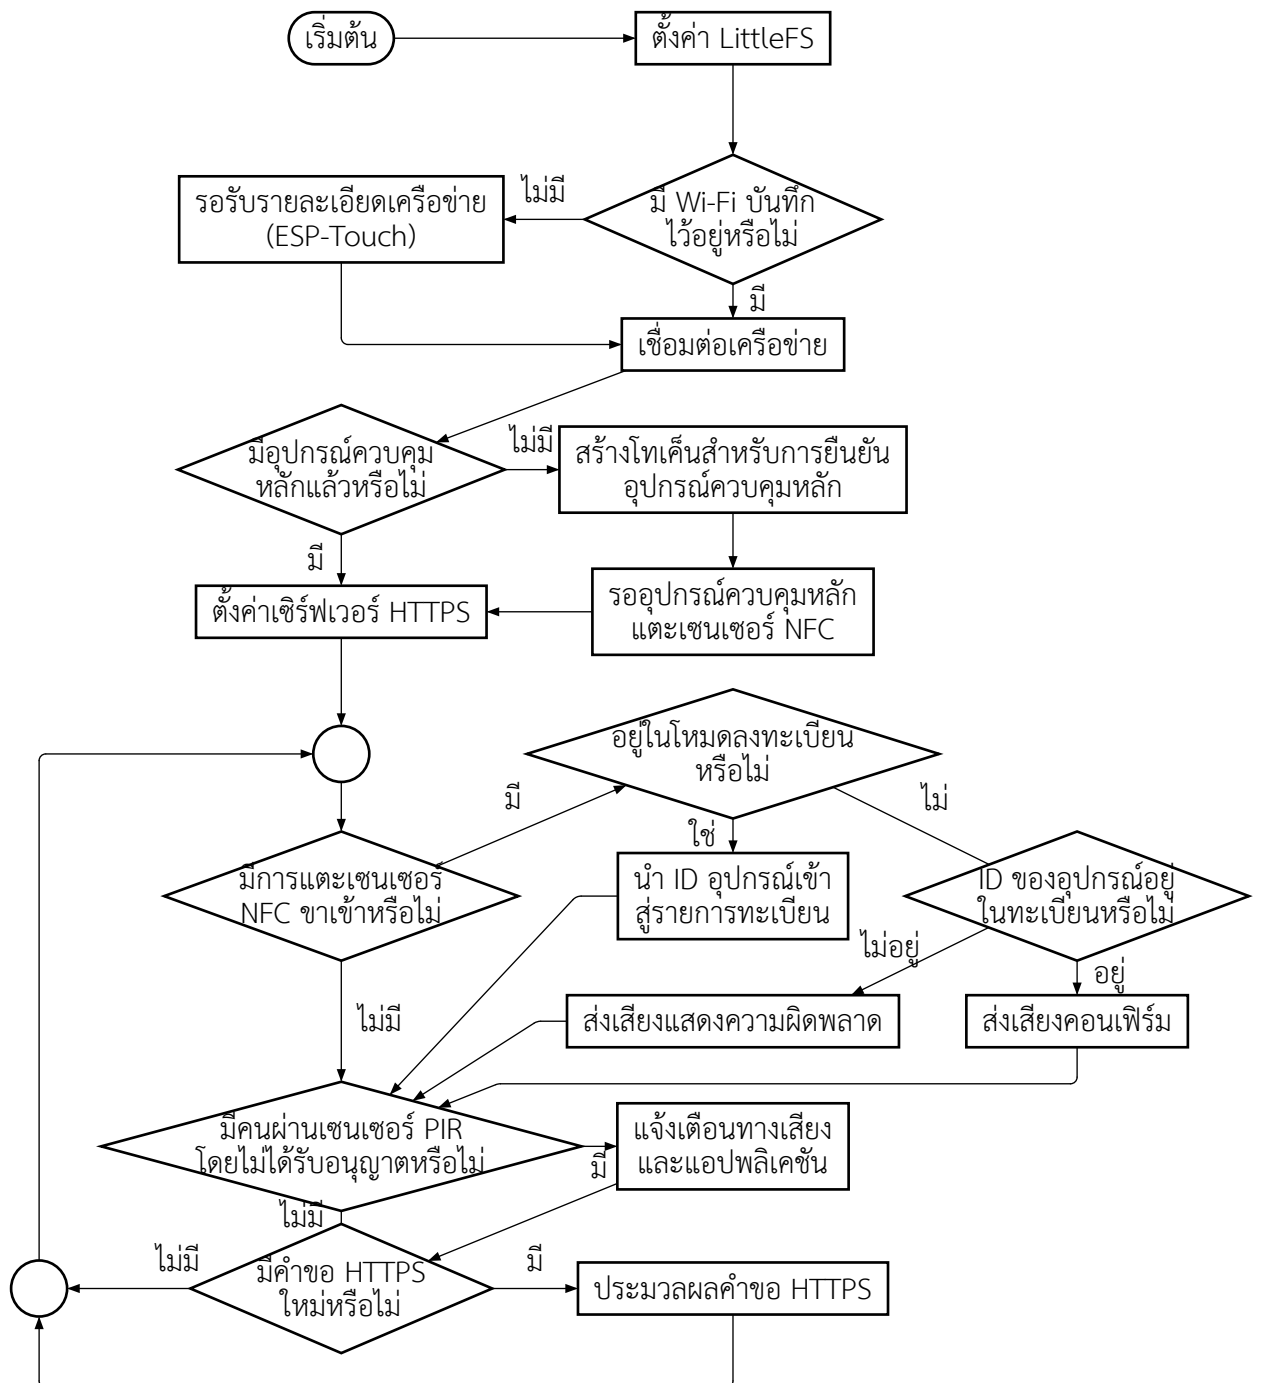 เริ่มต้น
ตั้งค่า LittleFS
มี Wi-Fi บันทึก
ไว้อยู่หรือไม่
ไม่มี
รอรับรายละเอียดเครือข่าย
(ESP-Touch)
มี
เชื่อมต่อเครือข่าย
มีอุปกรณ์ควบคุม
หลักแล้วหรือไม่
ไม่มี
สร้างโทเค็นสำหรับการยืนยัน
อุปกรณ์ควบคุมหลัก
มี
ตั้งค่าเซิร์ฟเวอร์ HTTPS
รออุปกรณ์ควบคุมหลัก
แตะเซนเซอร์ NFC
อยู่ในโหมดลงทะเบียน
หรือไม่
มี
ไม่
ใช่
มีการแตะเซนเซอร์
NFC ขาเข้าหรือไม่
นำ ID อุปกรณ์เข้า
สู่รายการทะเบียน
ID ของอุปกรณ์อยู่
ในทะเบียนหรือไม่
ไม่อยู่
อยู่
ไม่มี
ส่งเสียงแสดงความผิดพลาด
ส่งเสียงคอนเฟิร์ม
มีคนผ่านเซนเซอร์ PIR
โดยไม่ได้รับอนุญาตหรือไม่
มี
แจ้งเตือนทางเสียง
และแอปพลิเคชัน
ไม่มี
ไม่มี
มีคำขอ HTTPS
ใหม่หรือไม่
มี
ประมวลผลคำขอ HTTPS